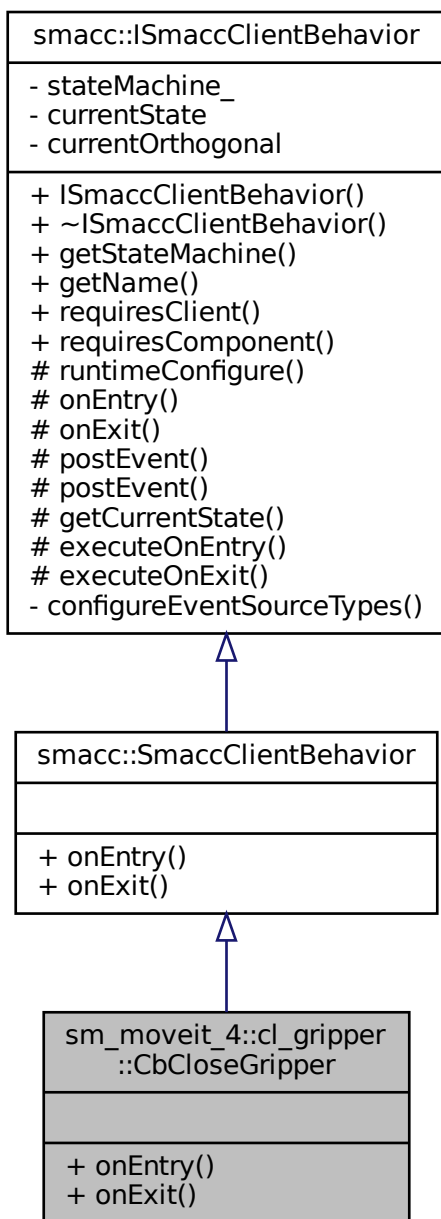 smacc::ISmaccClientBehavior
- stateMachine_
- currentState
- currentOrthogonal
+ ISmaccClientBehavior()
+ ~ISmaccClientBehavior()
+ getStateMachine()
+ getName()
+ requiresClient()
+ requiresComponent()
# runtimeConfigure()
# onEntry()
# onExit()
# postEvent()
# postEvent()
# getCurrentState()
# executeOnEntry()
# executeOnExit()
- configureEventSourceTypes()
smacc::SmaccClientBehavior
+ onEntry()
+ onExit()
sm_moveit_4::cl_gripper
::CbCloseGripper
+ onEntry()
+ onExit()